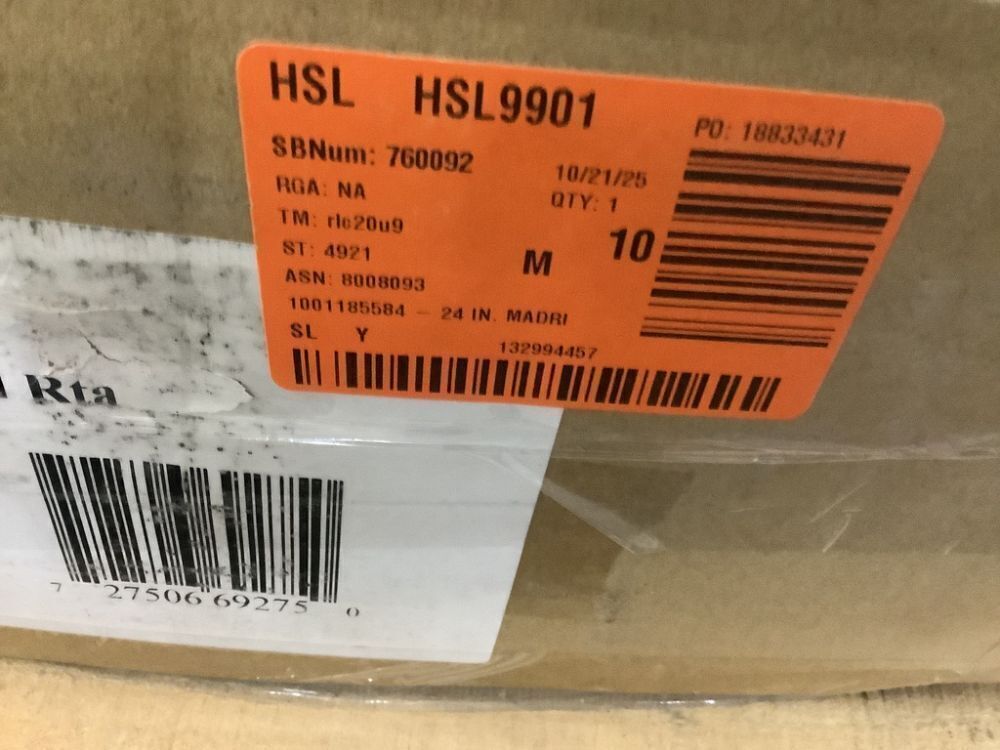 HSL HSL9901
PO: 18833431
SBNum: 760092
10/21/25
RGA: NA
QTY: 1
TM: rlc20u9
ST: 4921
M 10
ASN: 8008093
1001185584 - 24 IN. MADRI
SL Y
132994457
Rta
7 27506 69275 0